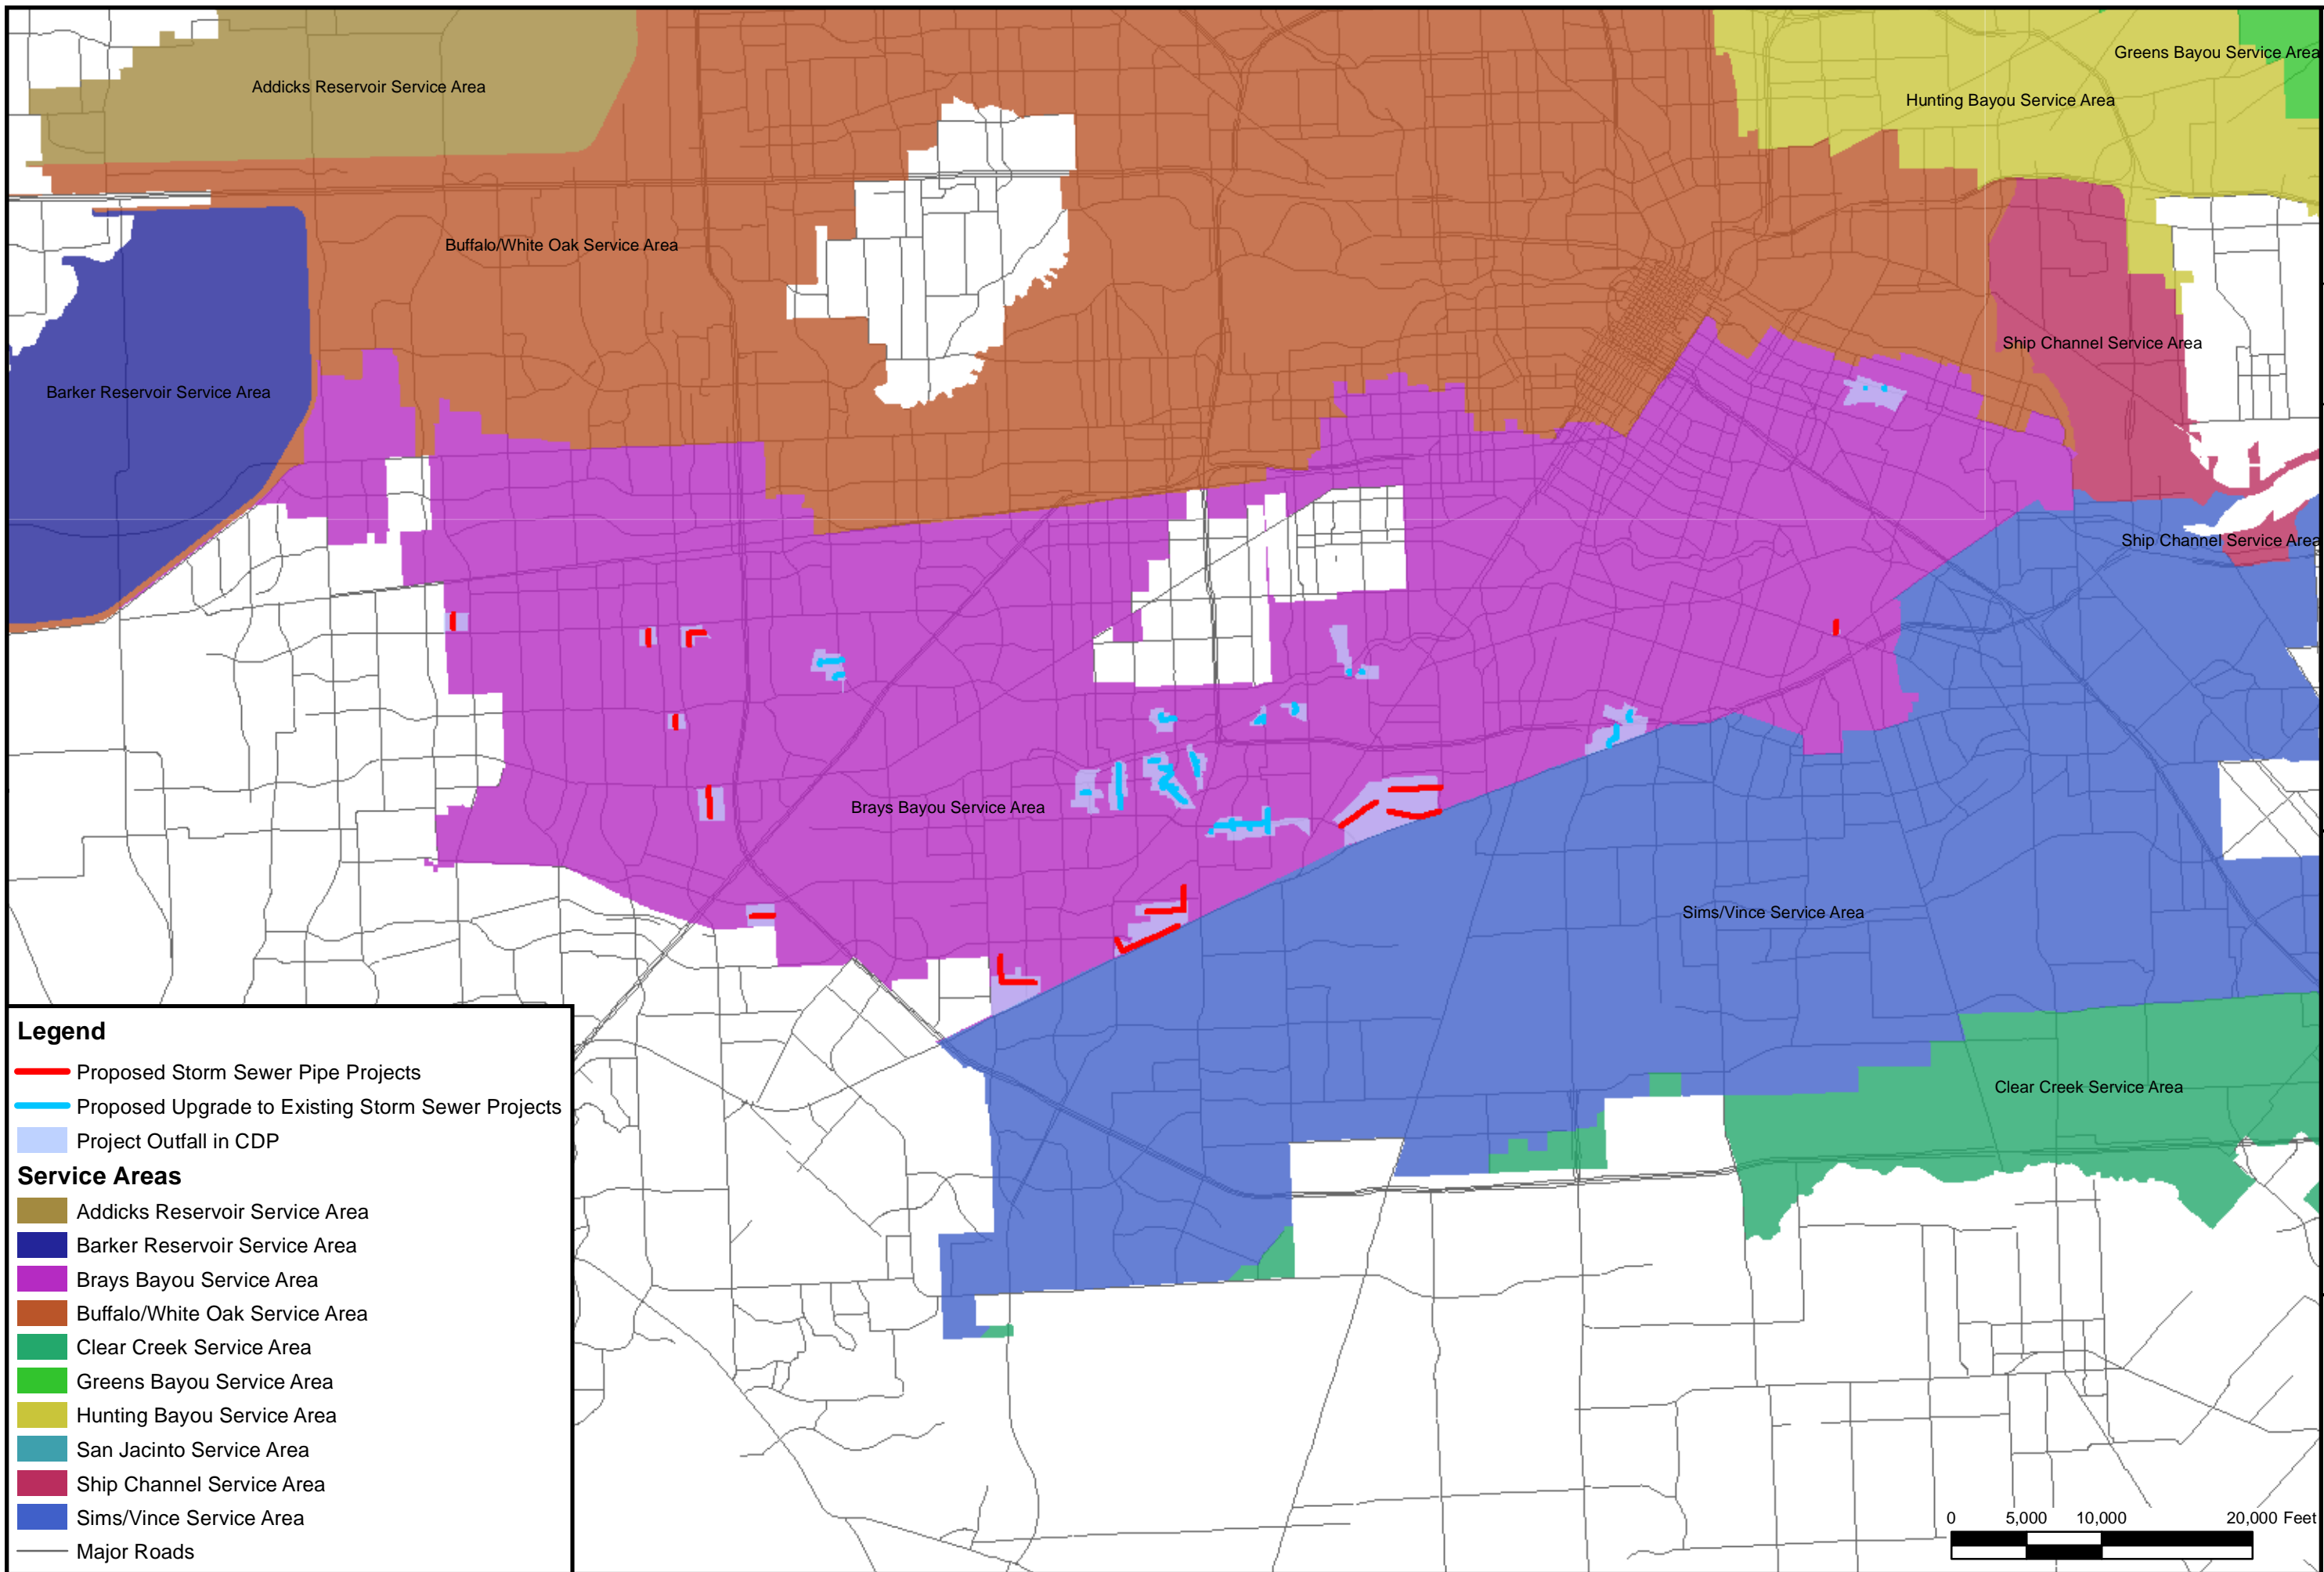 Greens Bayou Service Area
Addicks Reservoir Service Area
Hunting Bayou Service Area
Buffalo/White Oak Service Area
Ship Channel Service Area
Barker Reservoir Service Area
Ship Channel Service Area
Brays Bayou Service Area
Sims/Vince Service Area
Clear Creek Service Area
Legend
Proposed Storm Sewer Pipe Projects
Proposed Upgrade to Existing Storm Sewer Projects
Project Outfall in CDP
Service Areas
Addicks Reservoir Service Area
Barker Reservoir Service Area
Brays Bayou Service Area
Buffalo/White Oak Service Area
Clear Creek Service Area
Greens Bayou Service Area
Hunting Bayou Service Area
San Jacinto Service Area
Ship Channel Service Area
Sims/Vince Service Area
Major Roads
0 5,000 10,000 20,000 Feet